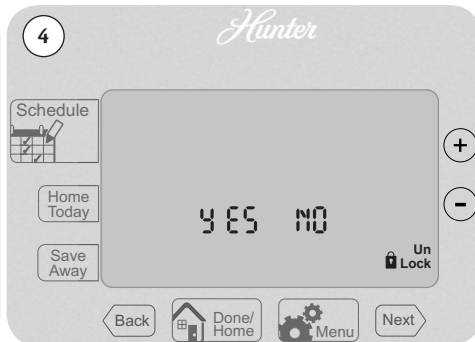 4
Hunter
Schedule
+
Home
Today
-
YES NO
Save
Away
Un
Lock
Back
Done/
Home
Menu
Next